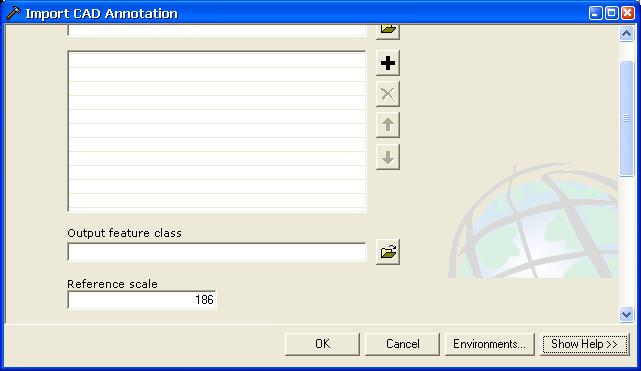 Import CAD Annotation
Output feature class
Reference scale
186
OK
Cancel
Environments...
Show Help >>